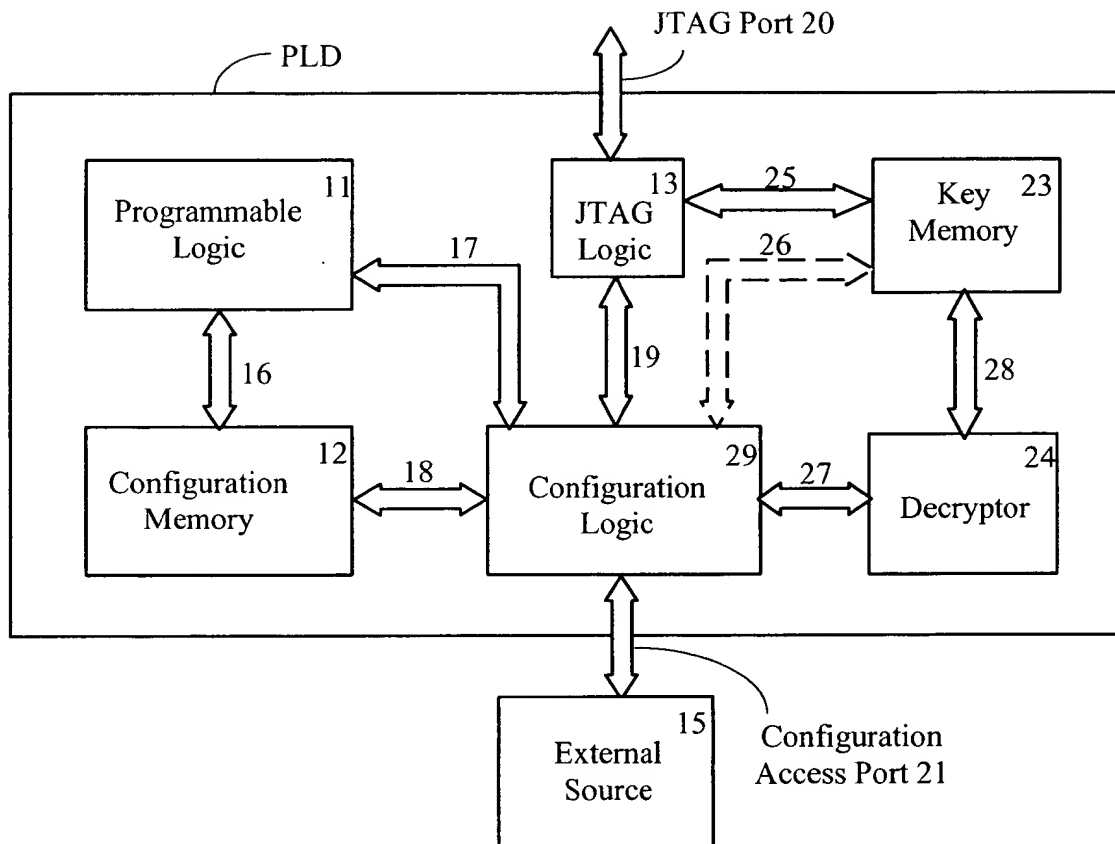 JTAG Port 20
PLD
11
Programmable
Logic
13
JTAG
Logic
25
23
Key
Memory
17
26
16
19
28
12
Configuration
Memory
18
29
Configuration
Logic
27
24
Decryptor
15
External
Source
Configuration
Access Port 21